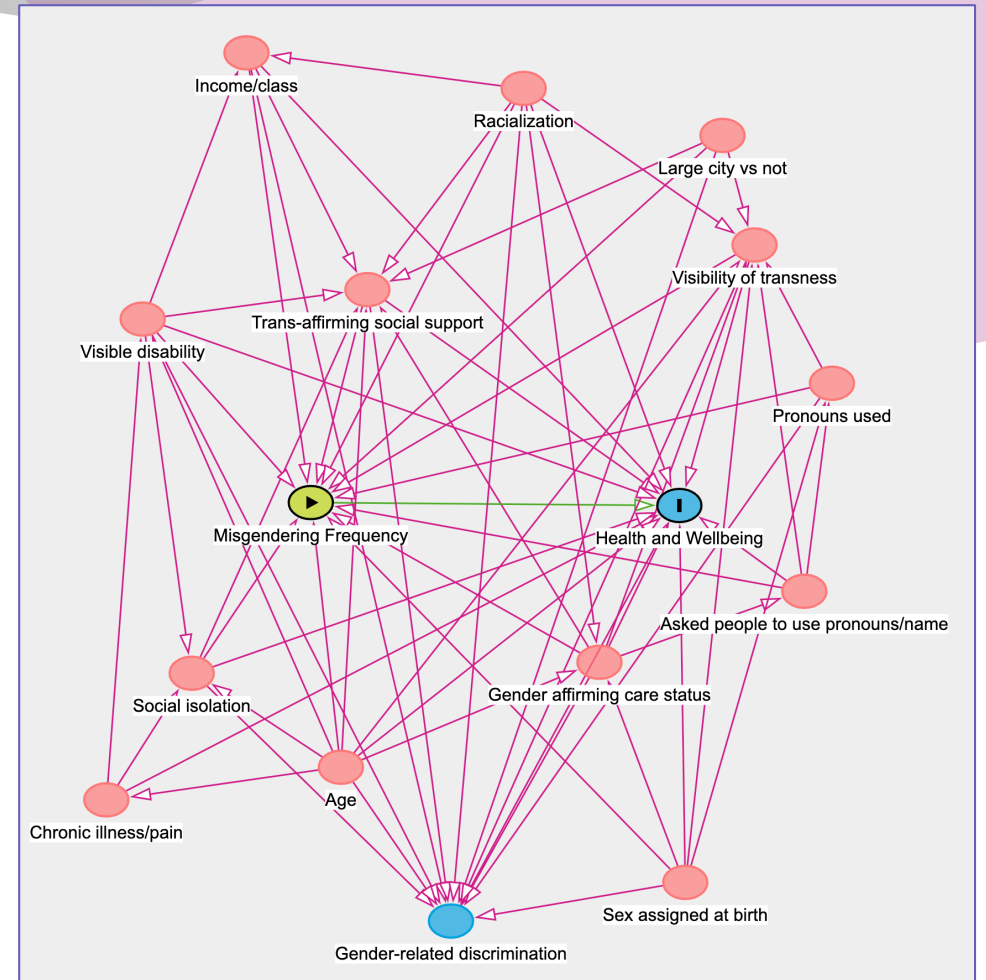 Income/class
Racialization
Large city vs not
Visibility of transness
Trans-affirming social support
Visible disability
Pronouns used
Misgendering Frequency
Health and Wellbeing
Asked people to use pronouns/name
Gender affirming care status
Social isolation
Age
Chronic illness/pain
Sex assigned at birth
Gender-related discrimination